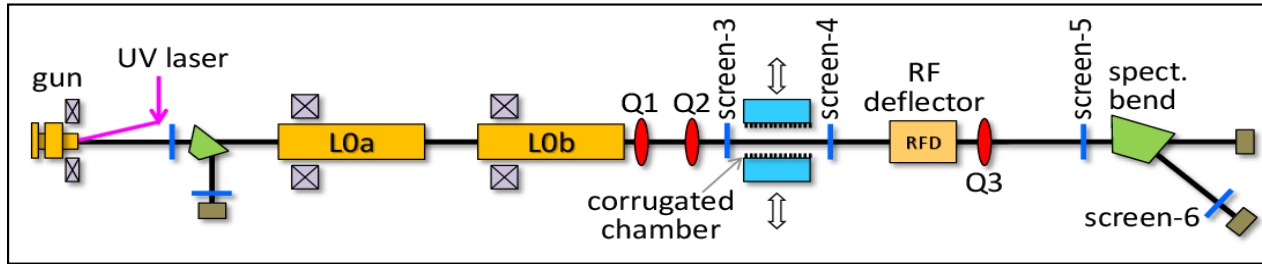 gun
UV laser
L0a
L0b
Q1
Q2
screen-3
corrugated
chamber
screen-4
RF
deflector
RFD
Q3
screen-5
spect.
bend
screen-6